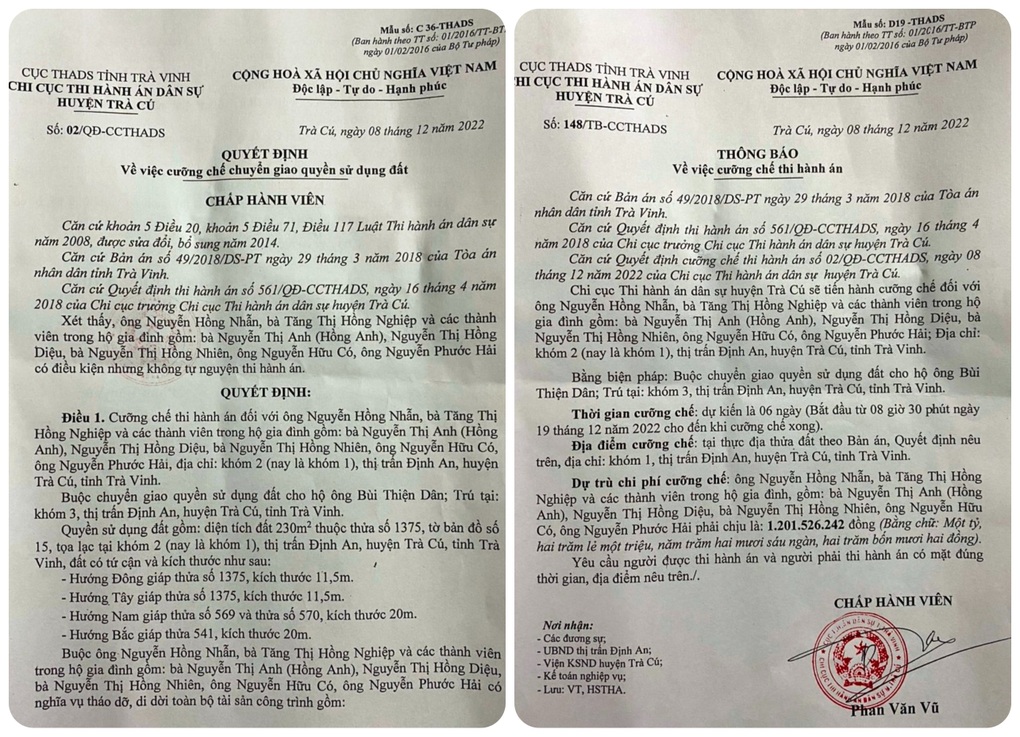 Mẫu số: C 36-THADS
(Ban hành theo TT số: 01/2016/TT-BT
ngày 01/02/2016 của Bộ Tư pháp)
CỤC THADS TỈNH TRÀ VINH
CHI CỤC THI HÀNH ÁN DÂN SỰ
HUYỆN TRÀ CÚ
CỘNG HOÀ XÃ HỘI CHỦ NGHĨA VIỆT NAM
Độc lập - Tự do - Hạnh phúc
Số: 02/QĐ-CCTHADS
Trà Cú, ngày 08 tháng 12 năm 2022
QUYẾT ĐỊNH
Về việc cưỡng chế chuyển giao quyền sử dụng đất
CHẤP HÀNH VIÊN
Căn cứ khoản 5 Điều 20, khoản 5 Điều 71, Điều 117 Luật Thi hành án dân sự
năm 2008, được sửa đổi, bổ sung năm 2014.
Căn cứ Bản án số 49/2018/DS-PT ngày 29 tháng 3 năm 2018 của Tòa án
nhân dân tỉnh Trà Vinh.
Căn cứ Quyết định thi hành án số 561/QĐ-CCTHADS, ngày 16 tháng 4 năm
2018 của Chi cục trưởng Chi cục Thi hành án dân sự huyện Trà Cú.
Xét thấy, ông Nguyễn Hồng Nhẫn, bà Tăng Thị Hồng Nghiệp và các thành
viên trong hộ gia đình gồm: bà Nguyễn Thị Anh (Hồng Anh), Nguyễn Thị Hồng
Diệu, bà Nguyễn Thị Hồng Nhiên, ông Nguyễn Hữu Có, ông Nguyễn Phước Hải
có điều kiện nhưng không tự nguyện thi hành án.
QUYẾT ĐỊNH:
Điều 1. Cưỡng chế thi hành án đối với ông Nguyễn Hồng Nhẫn, bà Tăng Thị
Hồng Nghiệp và các thành viên trong hộ gia đình gồm: bà Nguyễn Thị Anh (Hồng
Anh), Nguyễn Thị Hồng Diệu, bà Nguyễn Thị Hồng Nhiên, ông Nguyễn Hữu Có,
ông Nguyễn Phước Hải, địa chỉ: khóm 2 (nay là khóm 1), thị trấn Định An, huyện
Trà Cú, tỉnh Trà Vinh.
Buộc chuyển giao quyền sử dụng đất cho hộ ông Bùi Thiện Dân; Trú tại:
khóm 3, thị trấn Định An, huyện Trà Cú, tỉnh Trà Vinh.
Quyền sử dụng đất gồm: diện tích đất 230m² thuộc thửa số 1375, tờ bản đồ số
15, tọa lạc tại khóm 2 (nay là khóm 1), thị trấn Định An, huyện Trà Cú, tỉnh Trà
Vinh, đất có tứ cận và kích thước như sau:
- Hướng Đông giáp thửa số 1375, kích thước 11,5m.
- Hướng Tây giáp thửa số 1375, kích thước 11,5m.
- Hướng Nam giáp thửa số 569 và thửa số 570, kích thước 20m.
- Hướng Bắc giáp thửa 541, kích thước 20m.
Buộc ông Nguyễn Hồng Nhẫn, bà Tăng Thị Hồng Nghiệp và các thành viên
trong hộ gia đình gồm: bà Nguyễn Thị Anh (Hồng Anh), Nguyễn Thị Hồng Diệu,
bà Nguyễn Thị Hồng Nhiên, ông Nguyễn Hữu Có, ông Nguyễn Phước Hải có
nghĩa vụ tháo dỡ, di dời toàn bộ tài sản công trình gồm:
Mẫu số: D19 -THADS
(Ban hành theo TT số: 01/2016/TT-BTP
ngày 01/02/2016 của Bộ Tư pháp)
CỤC THADS TỈNH TRÀ VINH
HI CỤC THI HÀNH ÁN DÂN SỰ
HUYỆN TRÀ CÚ
CỘNG HOÀ XÃ HỘI CHỦ NGHĨA VIỆT NAM
Độc lập - Tự do - Hạnh phúc
Số: 148/TB-CCTHADS
Trà Cú, ngày 08 tháng 12 năm 2022
THÔNG BÁO
Về việc cưỡng chế thi hành án
Căn cứ Bản án số 49/2018/DS-PT ngày 29 tháng 3 năm 2018 của Tòa án
nhân dân tỉnh Trà Vinh.
Căn cứ Quyết định thi hành án số 561/QĐ-CCTHADS, ngày 16 tháng 4
năm 2018 của Chi cục trưởng Chi cục Thi hành án dân sự huyện Trà Cú.
Căn cứ Quyết định cưỡng chế thi hành án số 02/QĐ-CCTHADS, ngày 08
tháng 12 năm 2022 của Chi cục Thi hành án dân sự huyện Trà Cú.
Chi cục Thi hành án dân sự huyện Trà Cú sẽ tiến hành cưỡng chế đối với
ông Nguyễn Hồng Nhẫn, bà Tăng Thị Hồng Nghiệp và các thành viên trong hộ
gia đình gồm: bà Nguyễn Thị Anh (Hồng Anh), Nguyễn Thị Hồng Diệu, bà
Nguyễn Thị Hồng Nhiên, ông Nguyễn Hữu Có, ông Nguyễn Phước Hải; Địa chỉ:
khóm 2 (nay là khóm 1), thị trấn Định An, huyện Trà Cú, tỉnh Trà Vinh.
Bằng biện pháp: Buộc chuyển giao quyền sử dụng đất cho hộ ông Bùi
Thiện Dân; Trú tại: khóm 3, thị trấn Định An, huyện Trà Cú, tỉnh Trà Vinh.
Thời gian cưỡng chế: dự kiến là 06 ngày (Bắt đầu từ 08 giờ 30 phút ngày
19 tháng 12 năm 2022 cho đến khi cưỡng chế xong).
Địa điểm cưỡng chế: tại thực địa thửa đất theo Bản án, Quyết định nêu
trên, địa chỉ: khóm 1, thị trấn Định An, huyện Trà Cú, tỉnh Trà Vinh.
Dự trù chi phí cưỡng chế: ông Nguyễn Hồng Nhẫn, bà Tăng Thị Hồng
Nghiệp và các thành viên trong hộ gia đình, gồm: bà Nguyễn Thị Anh (Hồng
Anh), Nguyễn Thị Hồng Diệu, bà Nguyễn Thị Hồng Nhiên, ông Nguyễn Hữu
Có, ông Nguyễn Phước Hải phải chịu là: 1.201.526.242 đồng (Bằng chữ: Một tỷ,
hai trăm lẻ một triệu, năm trăm hai mươi sáu ngàn, hai trăm bốn mươi hai đồng).
Yêu cầu người được thi hành án và người phải thi hành án có mặt đúng
thời gian, địa điểm nêu trên./.
Nơi nhận:
- Các đương sự;
- UBND thị trấn Định An;
- Viện KSND huyện Trà Cú;
- Kế toán nghiệp vụ;
- Lưu: VT, HSTHA.
CHẤP HÀNH VIÊN
Phan Văn Vũ